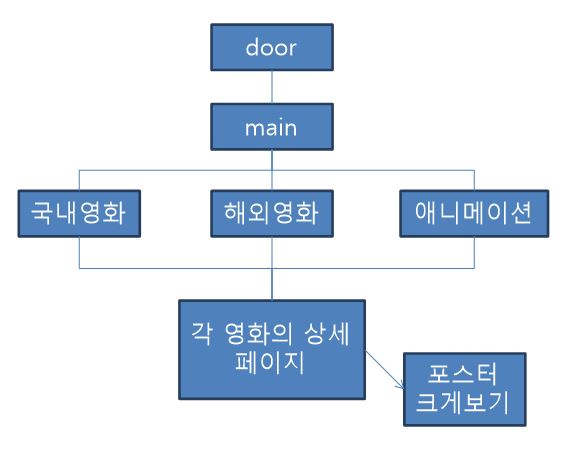 door
main
국내영화
해외영화
애니메이션
각 영화의 상세
페이지
포스터
크게보기